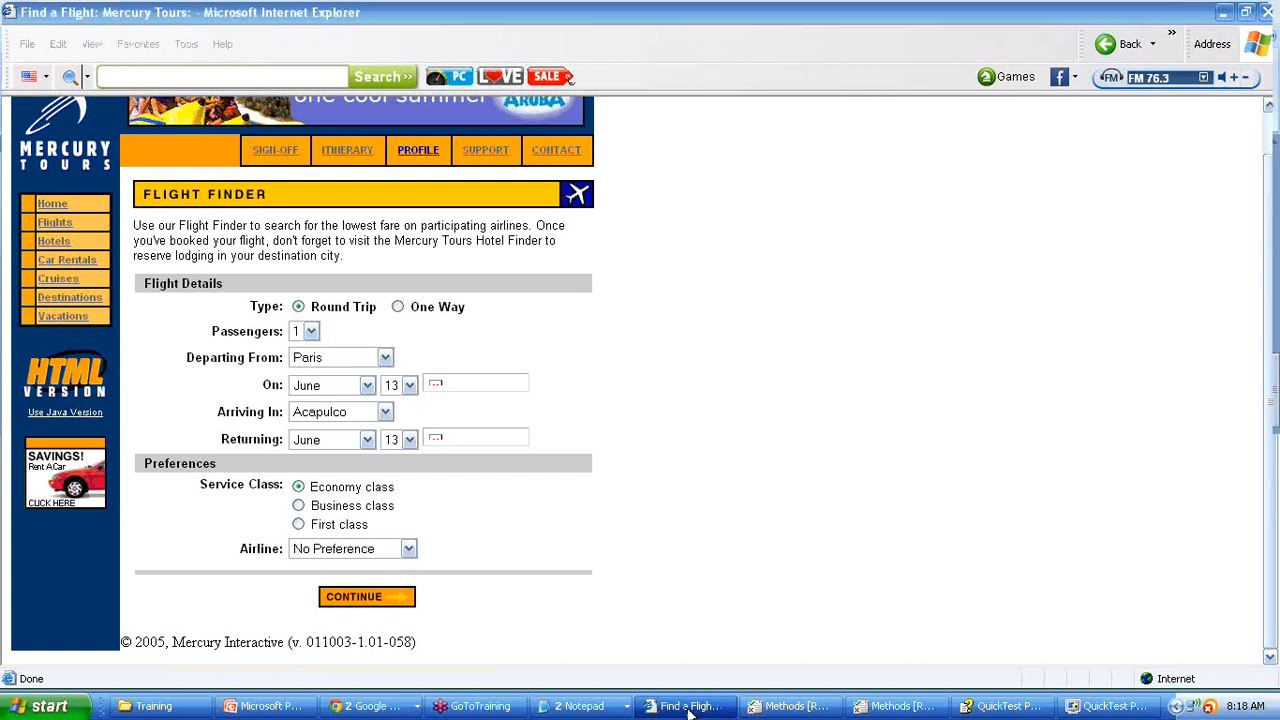 Find a Flight: Mercury Tours: - Microsoft Internet Explorer
File Edit View Favorites Tools Help
Back » Address
Search>> PC LOVE SALE Games FM FM 76.3
one cool summer ARUBA
MERCURY TOURS
SIGN-OFF ITINERARY PROFILE SUPPORT CONTACT
FLIGHT FINDER
Home
Flights
Hotels
Car Rentals
Cruises
Destinations
Vacations
HTML VERSION
Use Java Version
SAVINGS!
Rent A Car
CLICK HERE
Use our Flight Finder to search for the lowest fare on participating airlines. Once
you've booked your flight, don't forget to visit the Mercury Tours Hotel Finder to
reserve lodging in your destination city.
Flight Details
Type: Round Trip One Way
Passengers: 1
Departing From: Paris
On: June 13
Arriving In: Acapulco
Returning: June 13
Preferences
Service Class: Economy class
Business class
First class
Airline: No Preference
CONTINUE
© 2005, Mercury Interactive (v. 011003-1.01-058)
Done Internet
start Training Microsoft P... 2 Google ... GoToTraining 2 Notepad Find a Fligh... Methods [R... Methods [R... QuickTest P... QuickTest P... 8:18 AM